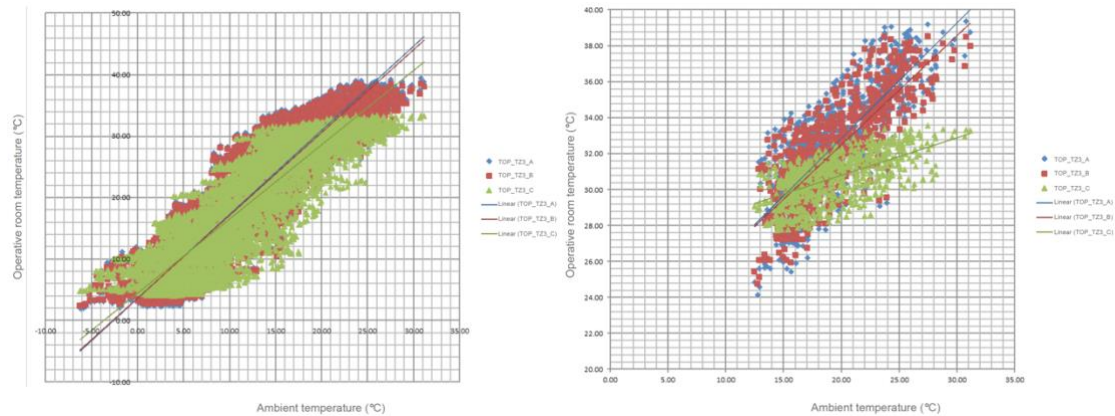 50.00
40.00
30.00
20.00
10.00
0.00
-10.00
-10.00 -5.00 0.00 5.00 10.00 15.00 20.00 25.00 30.00 35.00
Operative room temperature (°C)
Ambient temperature (°C)
TOP_TZ3_A
TOP_TZ3_B
TOP_TZ3_C
Linear (TOP_TZ3_A)
Linear (TOP_TZ3_B)
Linear (TOP_TZ3_C)
40.00
38.00
36.00
34.00
32.00
30.00
28.00
26.00
24.00
22.00
20.00
10.00 15.00 20.00 25.00 30.00 35.00
Operative room temperature (°C)
Ambient temperature (°C)
TOP_TZ3_A
TOP_TZ3_B
TOP_TZ3_C
Linear (TOP_TZ3_A)
Linear (TOP_TZ3_B)
Linear (TOP_TZ3_C)